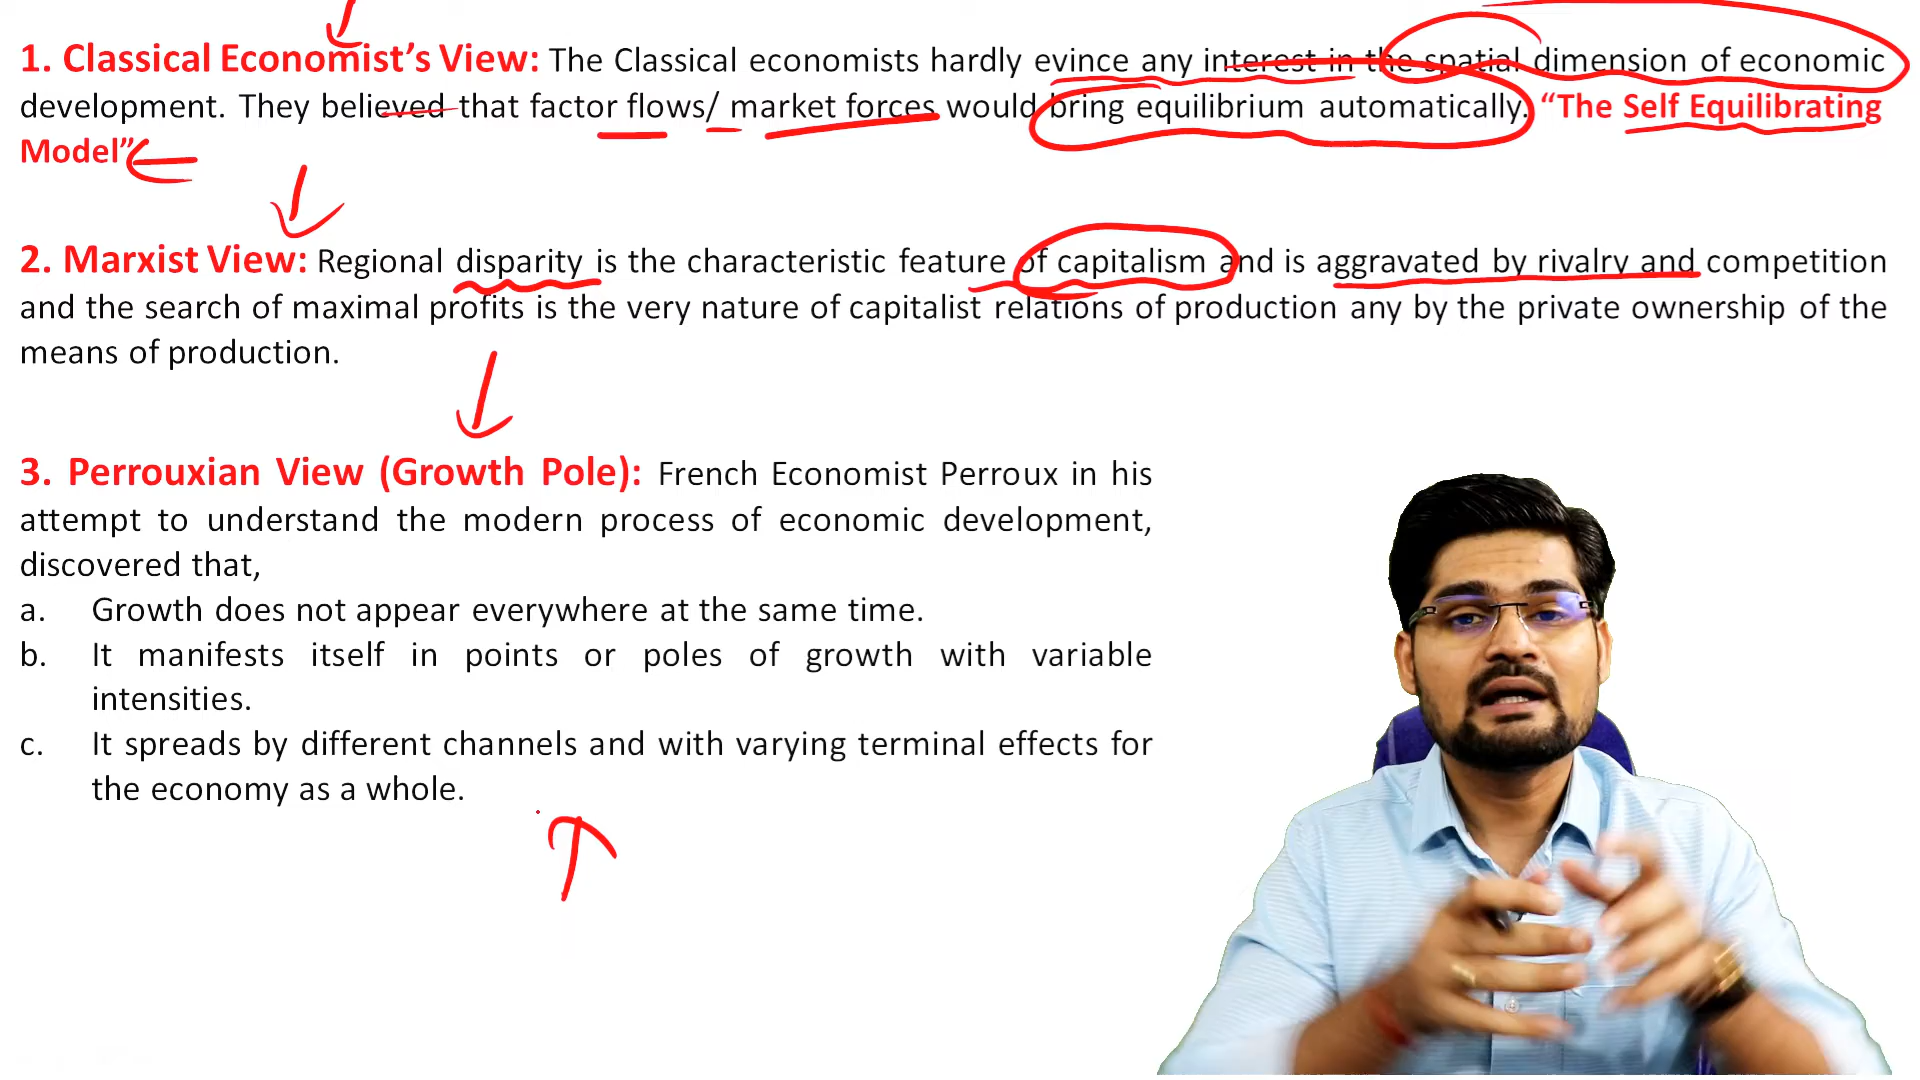 1. Classical Economist’s View: The Classical economists hardly evince any interest in the spatial dimension of economic
development. They believed that factor flows/ market forces would bring equilibrium automatically. “The Self Equilibrating
Model”
2. Marxist View: Regional disparity is the characteristic feature of capitalism and is aggravated by rivalry and competition
and the search of maximal profits is the very nature of capitalist relations of production any by the private ownership of the
means of production.
3. Perrouxian View (Growth Pole): French Economist Perroux in his
attempt to understand the modern process of economic development,
discovered that,
a. Growth does not appear everywhere at the same time.
b. It manifests itself in points or poles of growth with variable
intensities.
c. It spreads by different channels and with varying terminal effects for
the economy as a whole.